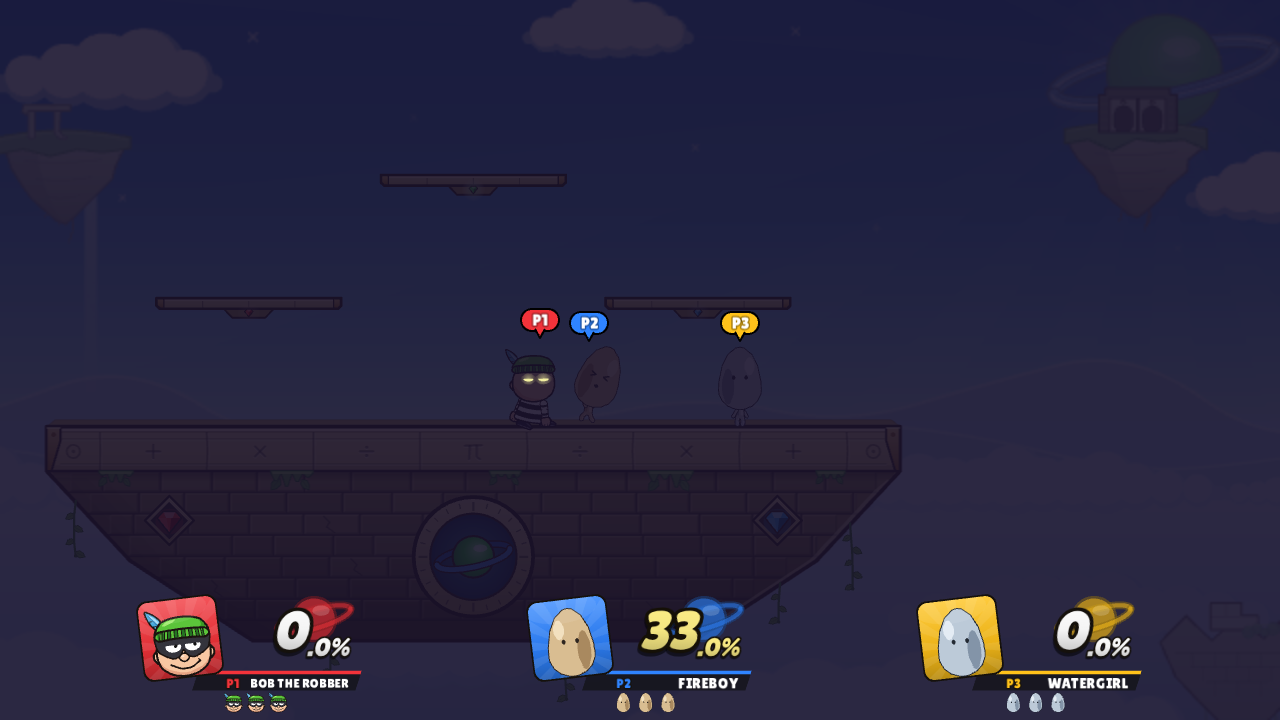 P1
P2
P3
+ × ÷ π ÷ × +
0.0%
P1 BOB THE ROBBER
33.0%
P2 FIREBOY
0.0%
P3 WATERGIRL